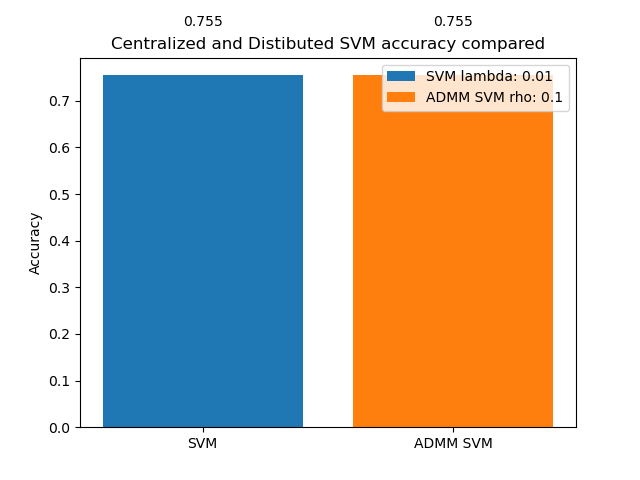 0.755 0.755
Centralized and Distibuted SVM accuracy compared
SVM lambda: 0.01
ADMM SVM rho: 0.1
Accuracy
0.7
0.6
0.5
0.4
0.3
0.2
0.1
0.0
SVM ADMM SVM